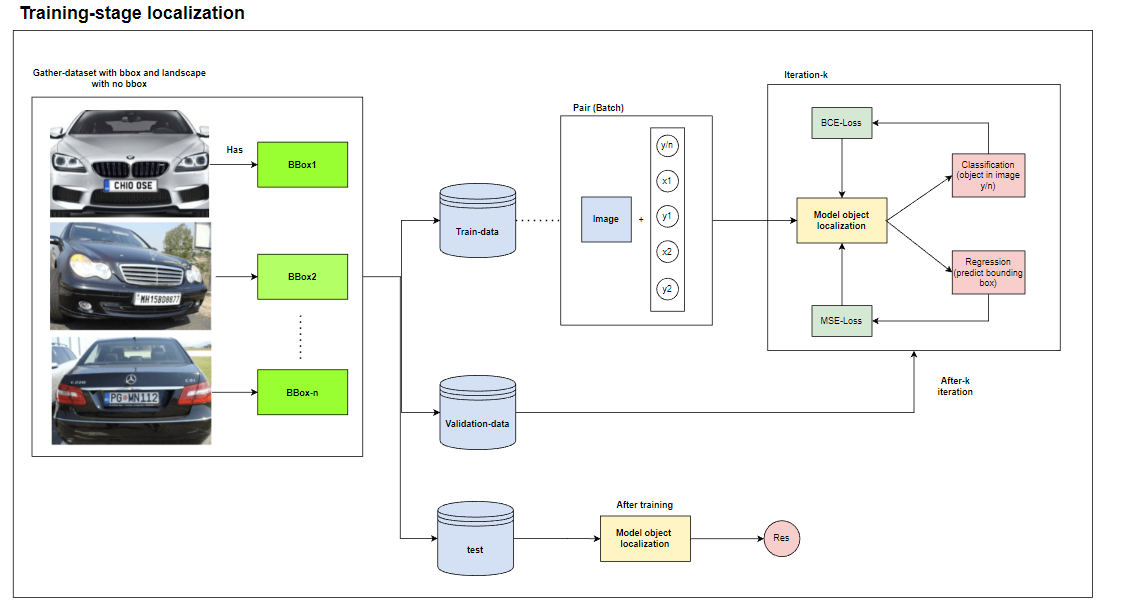 Training-stage localization
Gather-dataset with bbox and landscape
with no bbox
Has
CH10 OSE
BBox1
MH15BD8877
BBox2
PG MN112
BBox-n
Train-data
Validation-data
test
Pair (Batch)
Image
+
y/n
x1
y1
x2
y2
Iteration-k
BCE-Loss
Model object
localization
MSE-Loss
Classification
(object in image
y/n)
Regression
(predict bounding
box)
After-k
iteration
After training
Model object
localization
Res